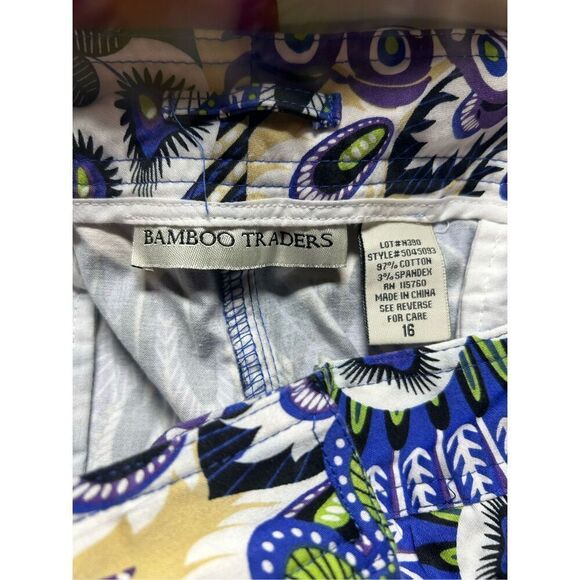 BAMBOO TRADERS
LOT#H390
STYLE#5045093
97% COTTON
3% SPANDEX
RN 115760
MADE IN CHINA
SEE REVERSE
FOR CARE
16